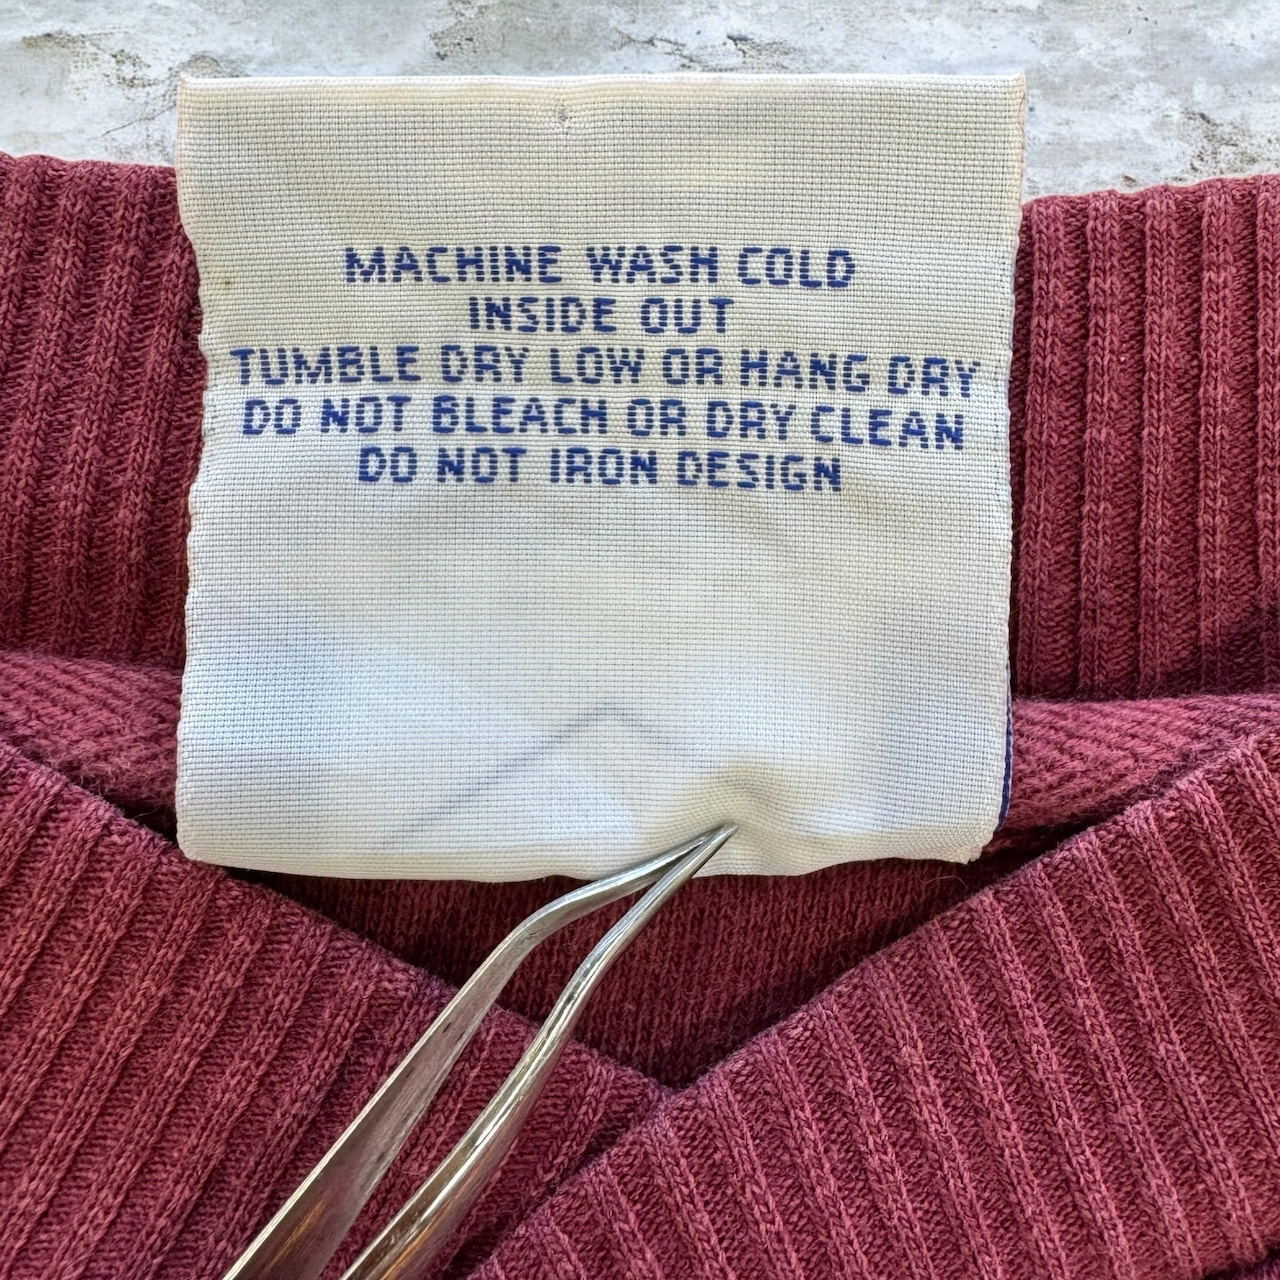 MACHINE WASH COLD
INSIDE OUT
TUMBLE DRY LOW OR HANG DRY
DO NOT BLEACH OR DRY CLEAN
DO NOT IRON DESIGN